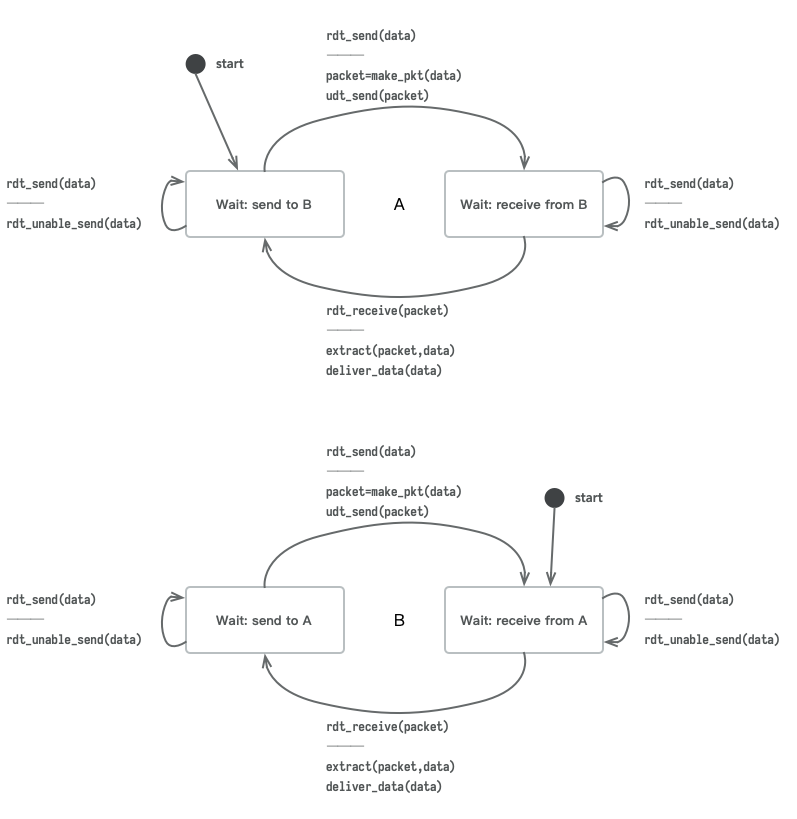 rdt_send(data)
packet=make_pkt(data)
udt_send(packet)
start
rdt_send(data)
rdt_unable_send(data)
Wait: send to B
A
Wait: receive from B
rdt_send(data)
rdt_unable_send(data)
rdt_receive(packet)
extract(packet,data)
deliver_data(data)
rdt_send(data)
packet=make_pkt(data)
udt_send(packet)
start
rdt_send(data)
rdt_unable_send(data)
Wait: send to A
B
Wait: receive from A
rdt_send(data)
rdt_unable_send(data)
rdt_receive(packet)
extract(packet,data)
deliver_data(data)